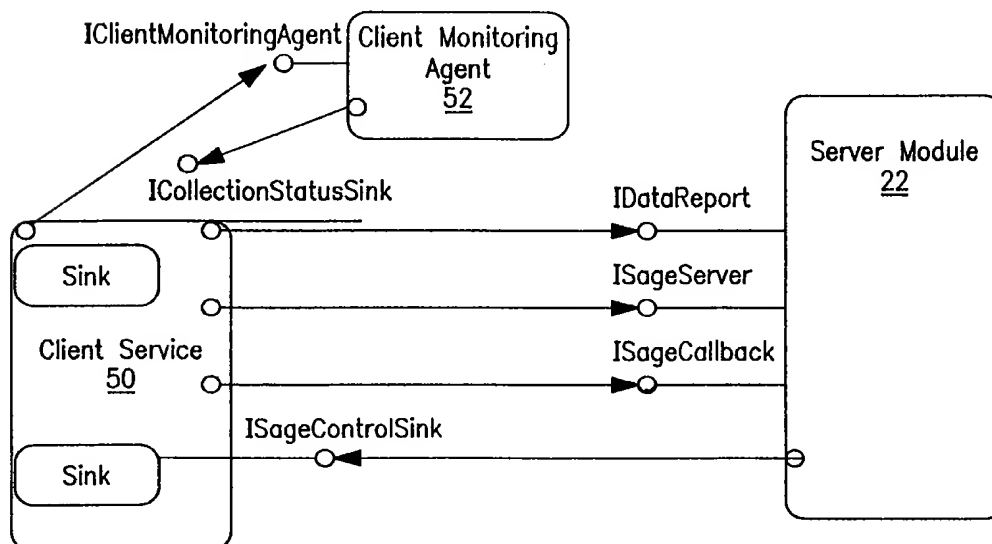 IClientMonitoringAgent
Client Monitoring
Agent
52
ICollectionStatusSink
Server Module
22
IDataReport
Sink
ISageServer
Client Service
50
ISageCallback
ISageControlSink
Sink